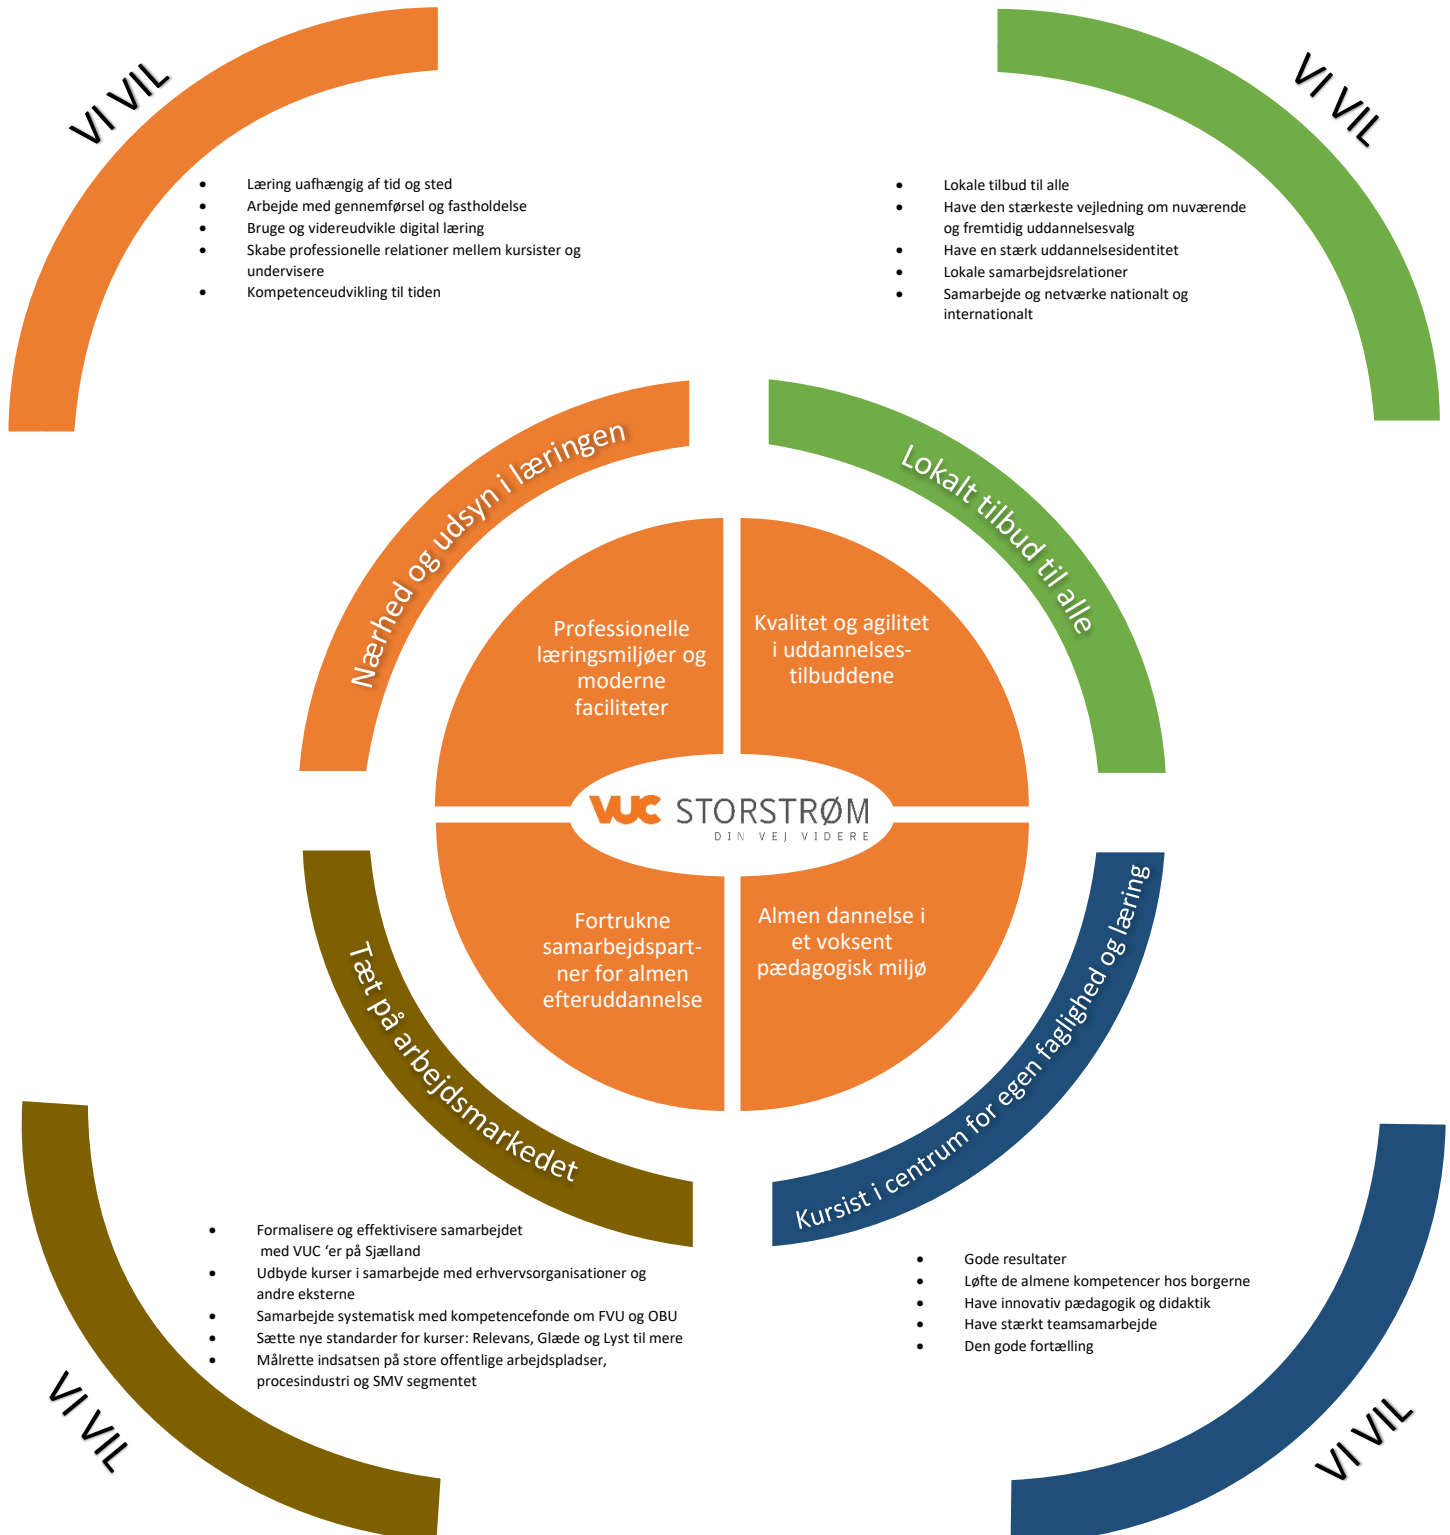 VI VIL
VI VIL
• Læring uafhængig af tid og sted
• Arbejde med gennemførsel og fastholdelse
• Bruge og videreudvikle digital læring
• Skabe professionelle relationer mellem kursister og
undervisere
• Kompetenceudvikling til tiden
• Lokale tilbud til alle
• Have den stærkeste vejledning om nuværende
og fremtidig uddannelsesvalg
• Have en stærk uddannelsesidentitet
• Lokale samarbejdsrelationer
• Samarbejde og netværke nationalt og
internationalt
Nærhed og udsyn i læringen
Lokalt tilbud til alle
Professionelle
læringsmiljøer og
moderne
faciliteter
Kvalitet og agilitet
i uddannelses-
tilbuddene
VUC STORSTRØM
DIN VEJ VIDERE
Fortrukne
samarbejdspart-
ner for almen
efteruddannelse
Almen dannelse i
et voksent
pædagogisk miljø
Tæt på arbejdsmarkedet
Kursist i centrum for egen faglighed og læring
• Formalisere og effektivisere samarbejdet
med VUC ‘er på Sjælland
• Udbyde kurser i samarbejde med erhvervsorganisationer og
andre eksterne
• Samarbejde systematisk med kompetencefonde om FVU og OBU
• Sætte nye standarder for kurser: Relevans, Glæde og Lyst til mere
• Målrette indsatsen på store offentlige arbejdspladser,
procesindustri og SMV segmentet
• Gode resultater
• Løfte de almene kompetencer hos borgerne
• Have innovativ pædagogik og didaktik
• Have stærkt teamsamarbejde
• Den gode fortælling
VI VIL
VI VIL